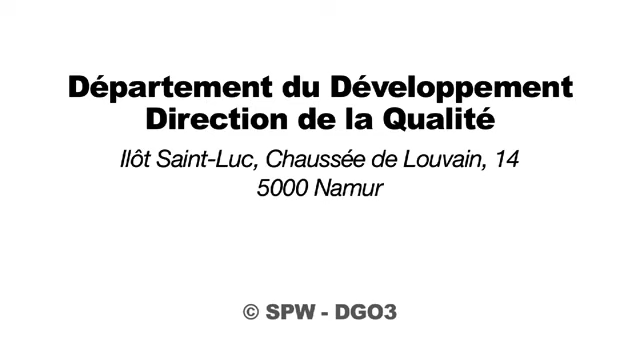 Département du Développement
Direction de la Qualité
Ilôt Saint-Luc, Chaussée de Louvain, 14
5000 Namur
© SPW - DGO3